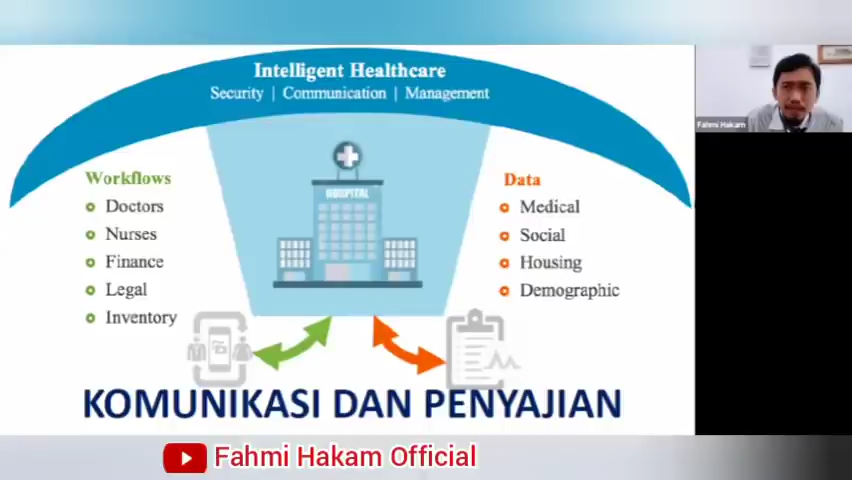 Intelligent Healthcare
Security | Communication | Management
Fahmi Hakam
HOSPITAL
Workflows
Doctors
Nurses
Finance
Legal
Inventory
Data
Medical
Social
Housing
Demographic
KOMUNIKASI DAN PENYAJIAN
Fahmi Hakam Official